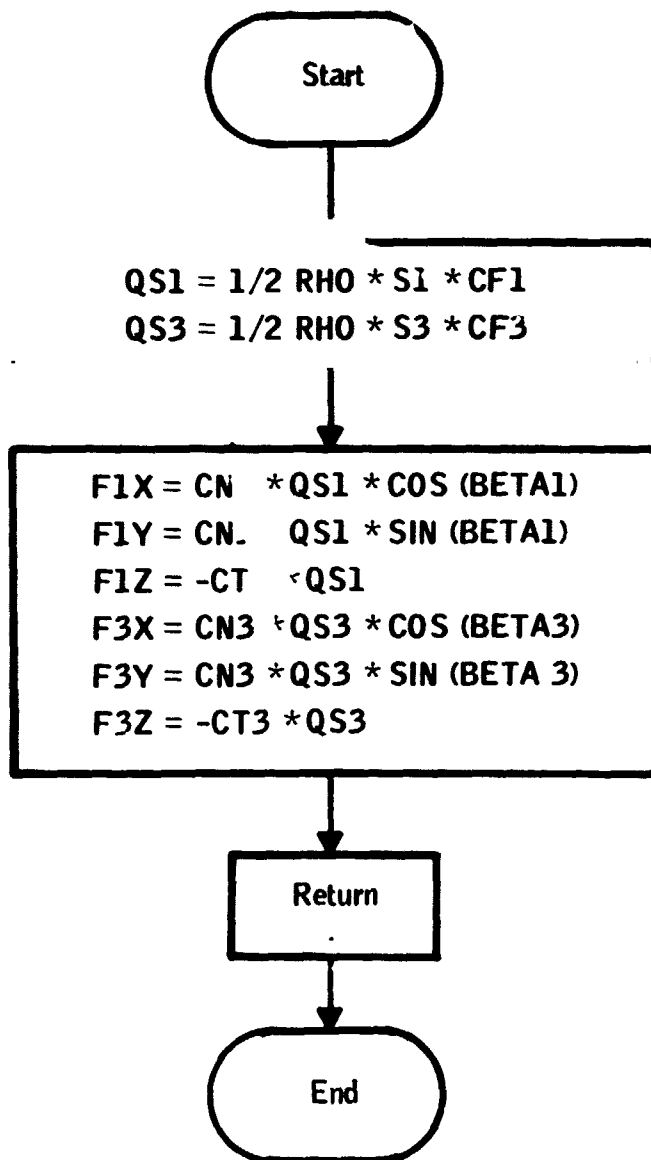 Start
QS1 = 1/2 RHO * S1 * CF1
QS3 = 1/2 RHO * S3 * CF3
F1X = CN * QS1 * COS (BETA1)
F1Y = CN QS1 * SIN (BETA1)
F1Z = -CT QS1
F3X = CN3 * QS3 * COS (BETA3)
F3Y = CN3 * QS3 * SIN (BETA 3)
F3Z = -CT3 * QS3
Return
End